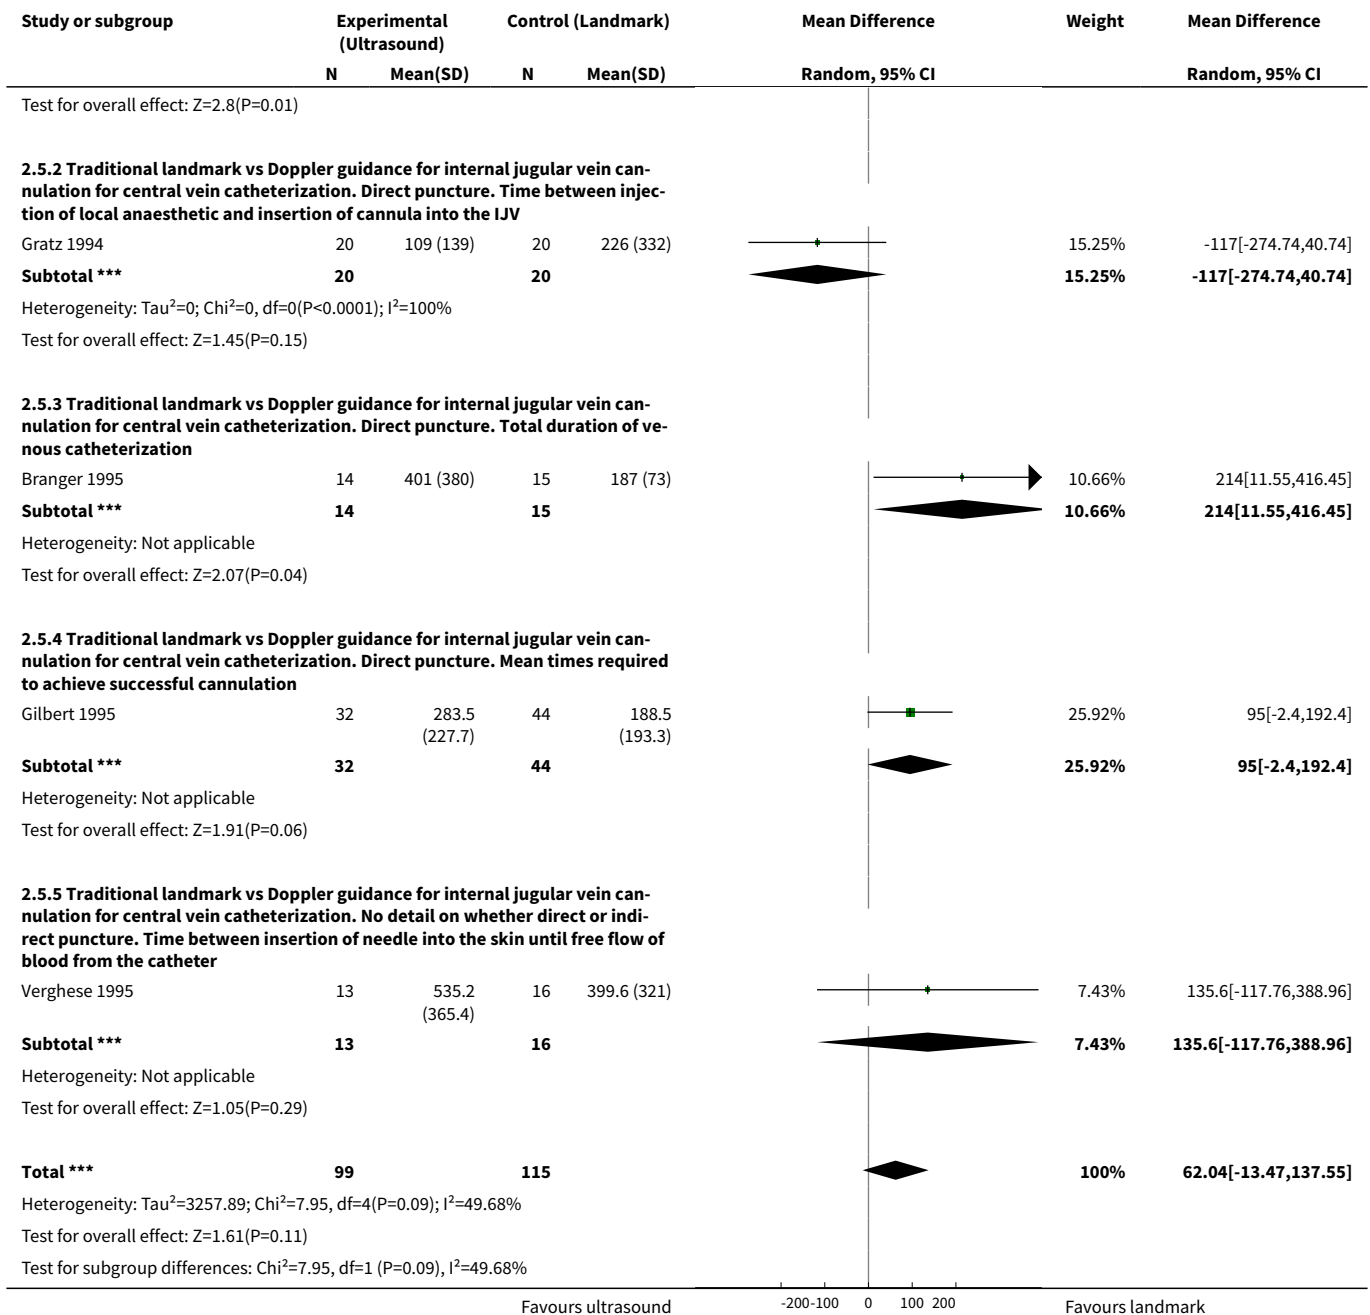 Study or subgroup Experimental (Ultrasound) Control (Landmark) Mean Difference Weight Mean Difference
N Mean(SD) N Mean(SD) Random, 95% CI Random, 95% CI
Test for overall effect: Z=2.8(P=0.01)
2.5.2 Traditional landmark vs Doppler guidance for internal jugular vein can-
nulation for central vein catheterization. Direct puncture. Time between injec-
tion of local anaesthetic and insertion of cannula into the IJV
Gratz 1994 20 109 (139) 20 226 (332) 15.25% -117[-274.74,40.74]
Subtotal *** 20 20 15.25% -117[-274.74,40.74]
Heterogeneity: Tau²=0; Chi²=0, df=0(P<0.0001); I²=100%
Test for overall effect: Z=1.45(P=0.15)
2.5.3 Traditional landmark vs Doppler guidance for internal jugular vein can-
nulation for central vein catheterization. Direct puncture. Total duration of ve-
nous catheterization
Branger 1995 14 401 (380) 15 187 (73) 10.66% 214[11.55,416.45]
Subtotal *** 14 15 10.66% 214[11.55,416.45]
Heterogeneity: Not applicable
Test for overall effect: Z=2.07(P=0.04)
2.5.4 Traditional landmark vs Doppler guidance for internal jugular vein can-
nulation for central vein catheterization. Direct puncture. Mean times required
to achieve successful cannulation
Gilbert 1995 32 283.5 44 188.5 25.92% 95[-2.4,192.4]
(227.7) (193.3)
Subtotal *** 32 44 25.92% 95[-2.4,192.4]
Heterogeneity: Not applicable
Test for overall effect: Z=1.91(P=0.06)
2.5.5 Traditional landmark vs Doppler guidance for internal jugular vein can-
nulation for central vein catheterization. No detail on whether direct or indi-
rect puncture. Time between insertion of needle into the skin until free flow of
blood from the catheter
Verghese 1995 13 535.2 16 399.6 (321) 7.43% 135.6[-117.76,388.96]
(365.4)
Subtotal *** 13 16 7.43% 135.6[-117.76,388.96]
Heterogeneity: Not applicable
Test for overall effect: Z=1.05(P=0.29)
Total *** 99 115 100% 62.04[-13.47,137.55]
Heterogeneity: Tau²=3257.89; Chi²=7.95, df=4(P=0.09); I²=49.68%
Test for overall effect: Z=1.61(P=0.11)
Test for subgroup differences: Chi²=7.95, df=1 (P=0.09), I²=49.68%
Favours ultrasound -200 -100 0 100 200 Favours landmark